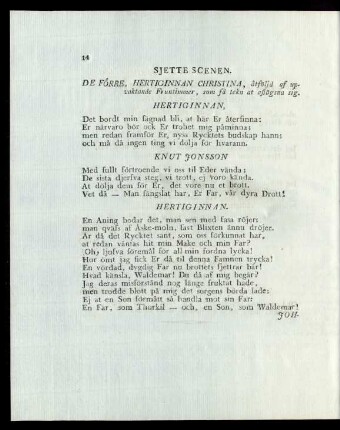 14
SJETTE SCENEN.
DE FÖRRE, HERTIGINNAN CHRISTINA, åtföljd af up-
vaktande Fruntimmer, som få tekn at aflägsna sig.
HERTIGINNAN.
Det bordt min fagnad bli, at här Er återfinna:
Er närvaro bör ock Er trohet mig påminna:
men redan framför Er, nyss Ryktets budskap hann:
och må då ingen ting vi dölja för hvarann.
KNUT JONSSON
Med fullt förtroende vi oss til Eder vända:
De sista djerfva steg, vi trott, ej voro kända.
At dölja dem för Er, det vore nu et brott.
Vet då — Man fängslat har, Er Far, vår dyra Drott!
HERTIGINNAN.
En Aning bodar det, man sen med fasa röjer:
man qväfs af Åske-moln, fast Blixten ännu dröjer.
Är då det Ryktet sant, som oss förkunnat har,
at redan väntas hit min Make och min Far?
Oh; ljufva föremål för all min fordna lycka!
Hur ömt jag fick Er då til denna Famnen trycka!
En vördad, dygdig Far nu brottets fjettrar bär!
Hvad känsla, Waldemar! Du då af mig begär?
Jag deras misförstånd nog länge fruktat hade,
men trodde blott på mig det sorgens börda lade:
Ej at en Son förmått så handla mot sin Far:
En Far, som Thorkal — och, en Son, som Waldemar!
JON-